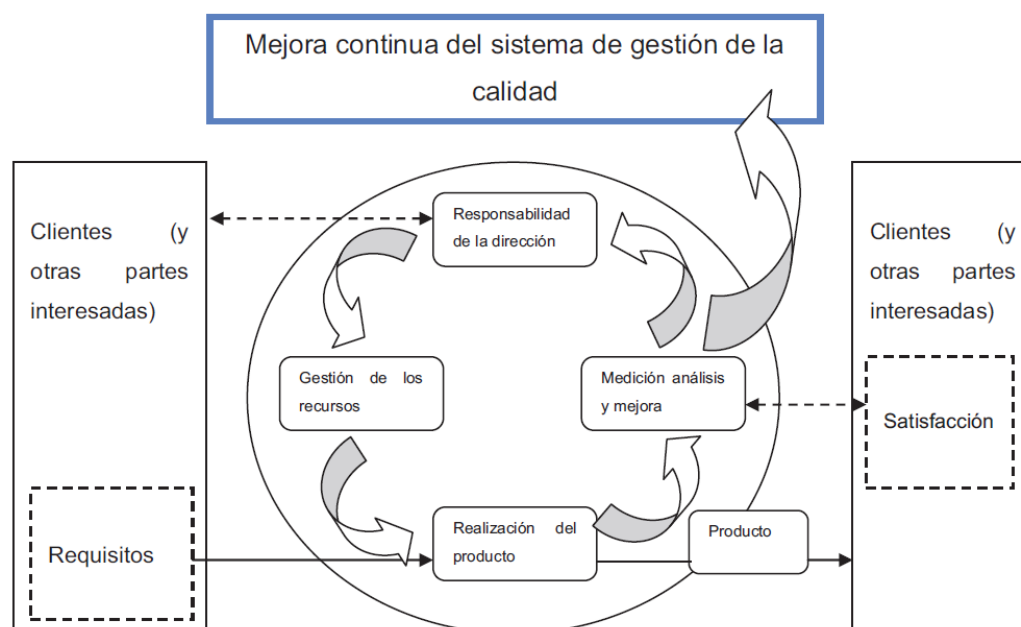 Mejora continua del sistema de gestión de la
calidad
Clientes (y
otras partes
interesadas)
Requisitos
Responsabilidad
de la dirección
Gestión de los
recursos
Medición análisis
y mejora
Realización del
producto
Producto
Clientes (y
otras partes
interesadas)
Satisfacción